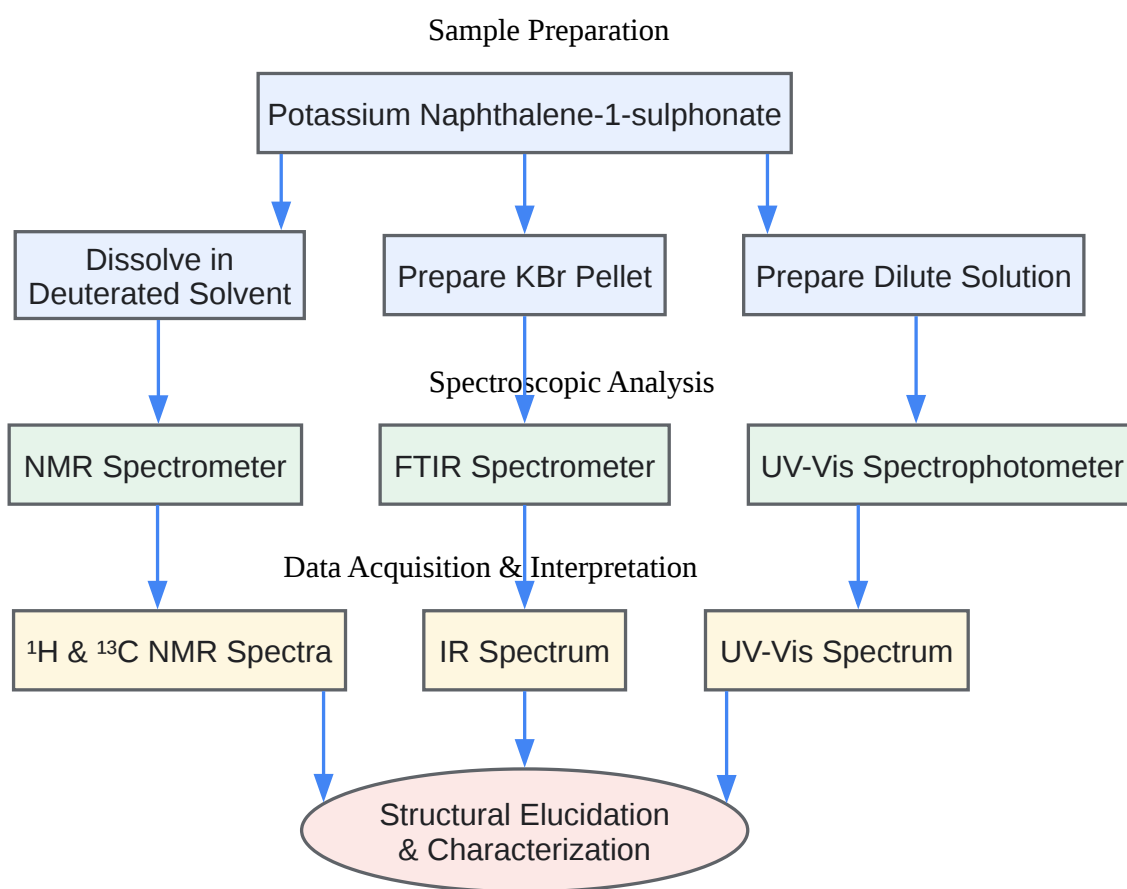 Sample Preparation
Potassium Naphthalene-1-sulphonate
Dissolve in
Deuterated Solvent
Prepare KBr Pellet
Prepare Dilute Solution
Spectroscopic Analysis
NMR Spectrometer
FTIR Spectrometer
UV-Vis Spectrophotometer
Data Acquisition & Interpretation
¹H & ¹³C NMR Spectra
IR Spectrum
UV-Vis Spectrum
Structural Elucidation
& Characterization